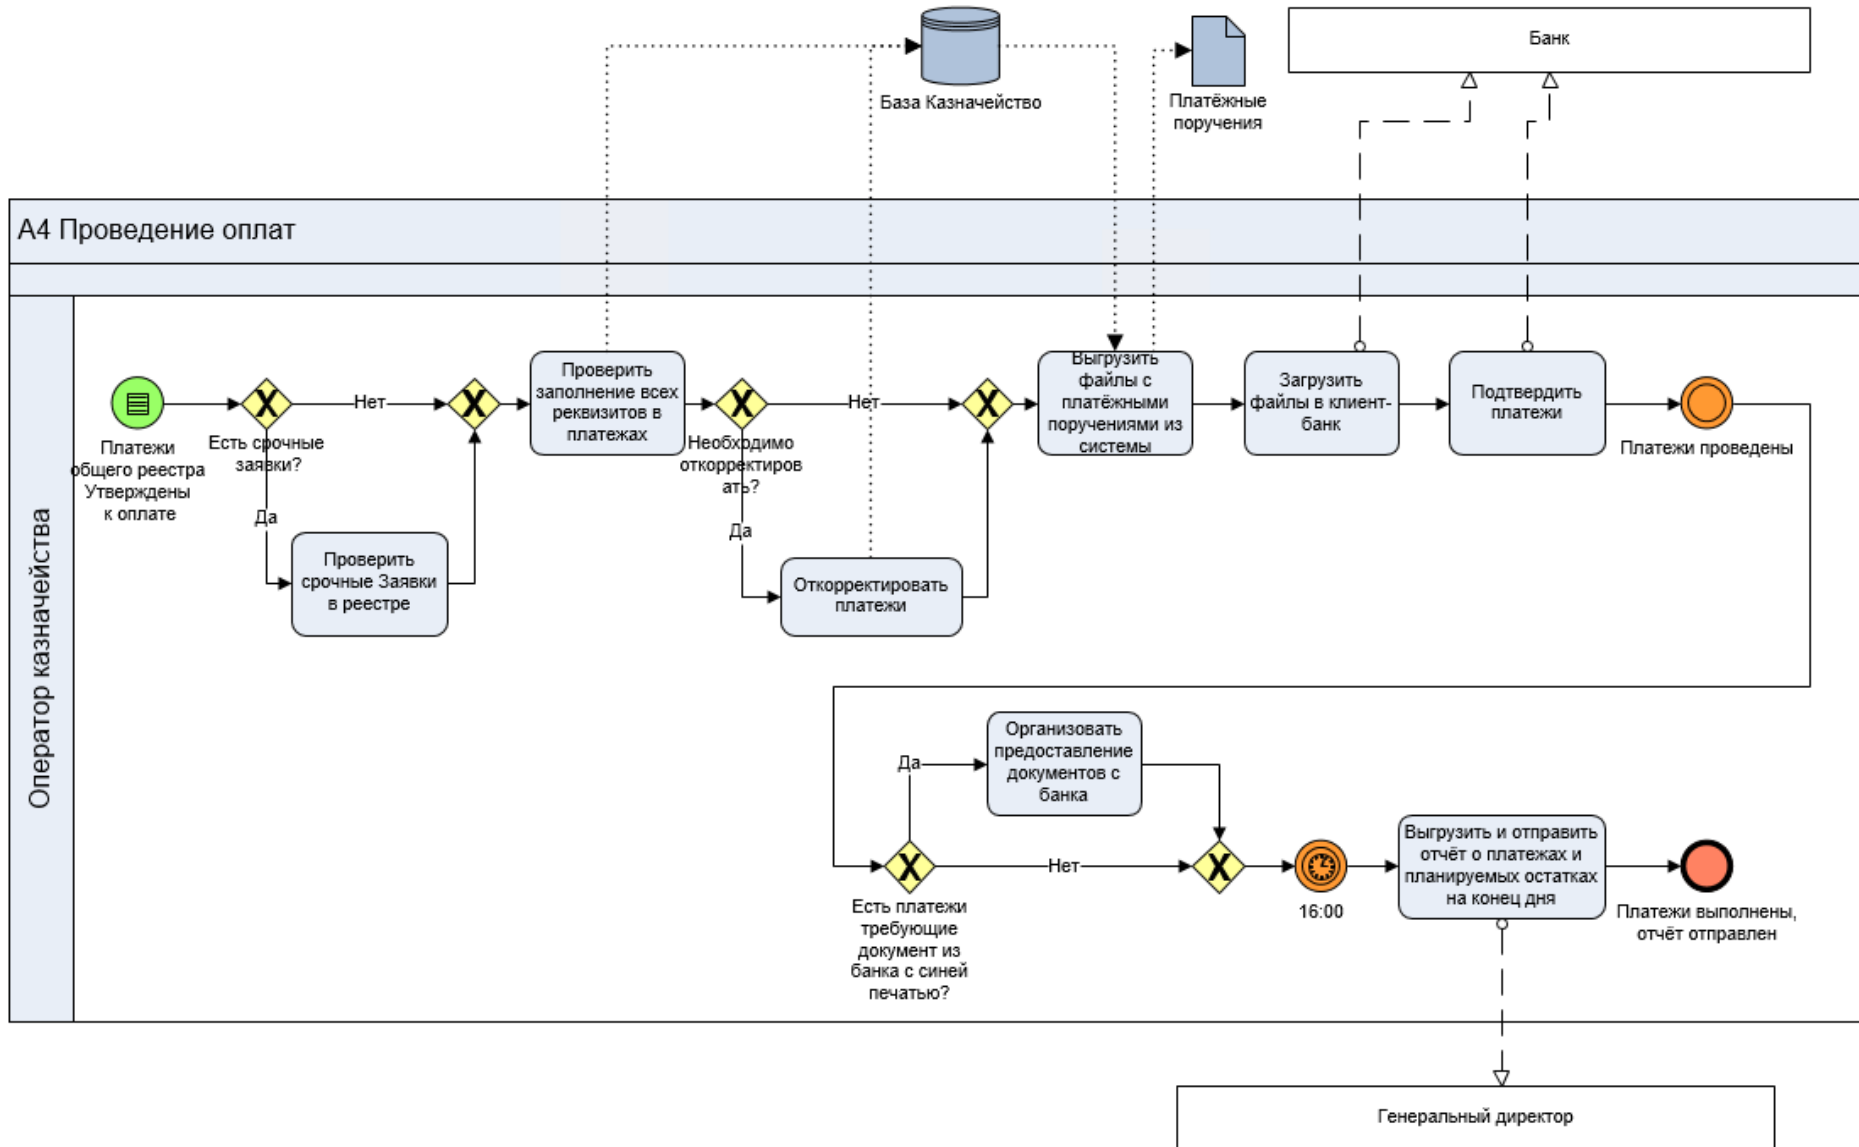 Банк
База Казначейство
Платёжные
поручения
А4 Проведение оплат
Оператор казначейства
Платежи
общего реестра
Утверждены
к оплате
Есть срочные
заявки?
Нет
Да
Проверить
срочные Заявки
в реестре
Проверить
заполнение всех
реквизитов в
платежах
Необходимо
откорректиров
ать?
Нет
Да
Откорректировать
платежи
Выгрузить
файлы с
платёжными
поручениями из
системы
Загрузить
файлы в клиент-
банк
Подтвердить
платежи
Платежи проведены
Есть платежи
требующие
документ из
банка с синей
печатью?
Да
Нет
Организовать
предоставление
документов с
банка
16:00
Выгрузить и отправить
отчёт о платежах и
планируемых остатках
на конец дня
Платежи выполнены,
отчёт отправлен
Генеральный директор